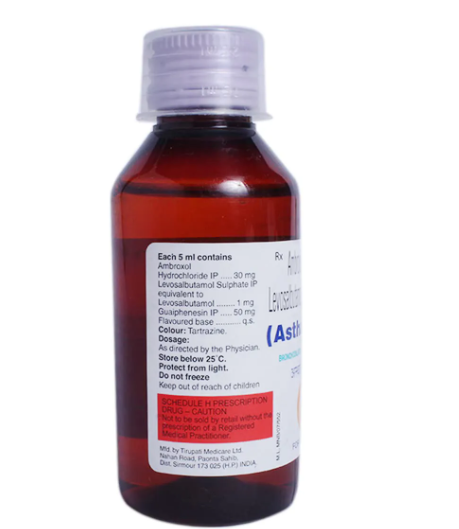 Each 5 ml contains
Ambroxol
Hydrochloride IP ..... 30 mg
Levosalbutamol Sulphate IP
equivalent to
Levosalbutamol ........ 1 mg
Guaiphenesin IP ..... 50 mg
Flavoured base ........... q.s.
Colour: Tartrazine.
Dosage:
As directed by the Physician.
Store below 25°C.
Protect from light.
Do not freeze
Keep out of reach of children
SCHEDULE H PRESCRIPTION
DRUG – CAUTION
Not to be sold by retail without the
prescription of a Registered
Medical Practitioner.
Mfd. by Tirupati Medicare Ltd.
Nahan Road, Paonta Sahib,
Dist. Sirmour 173 025 (H.P.) INDIA.
Rx
(Asth